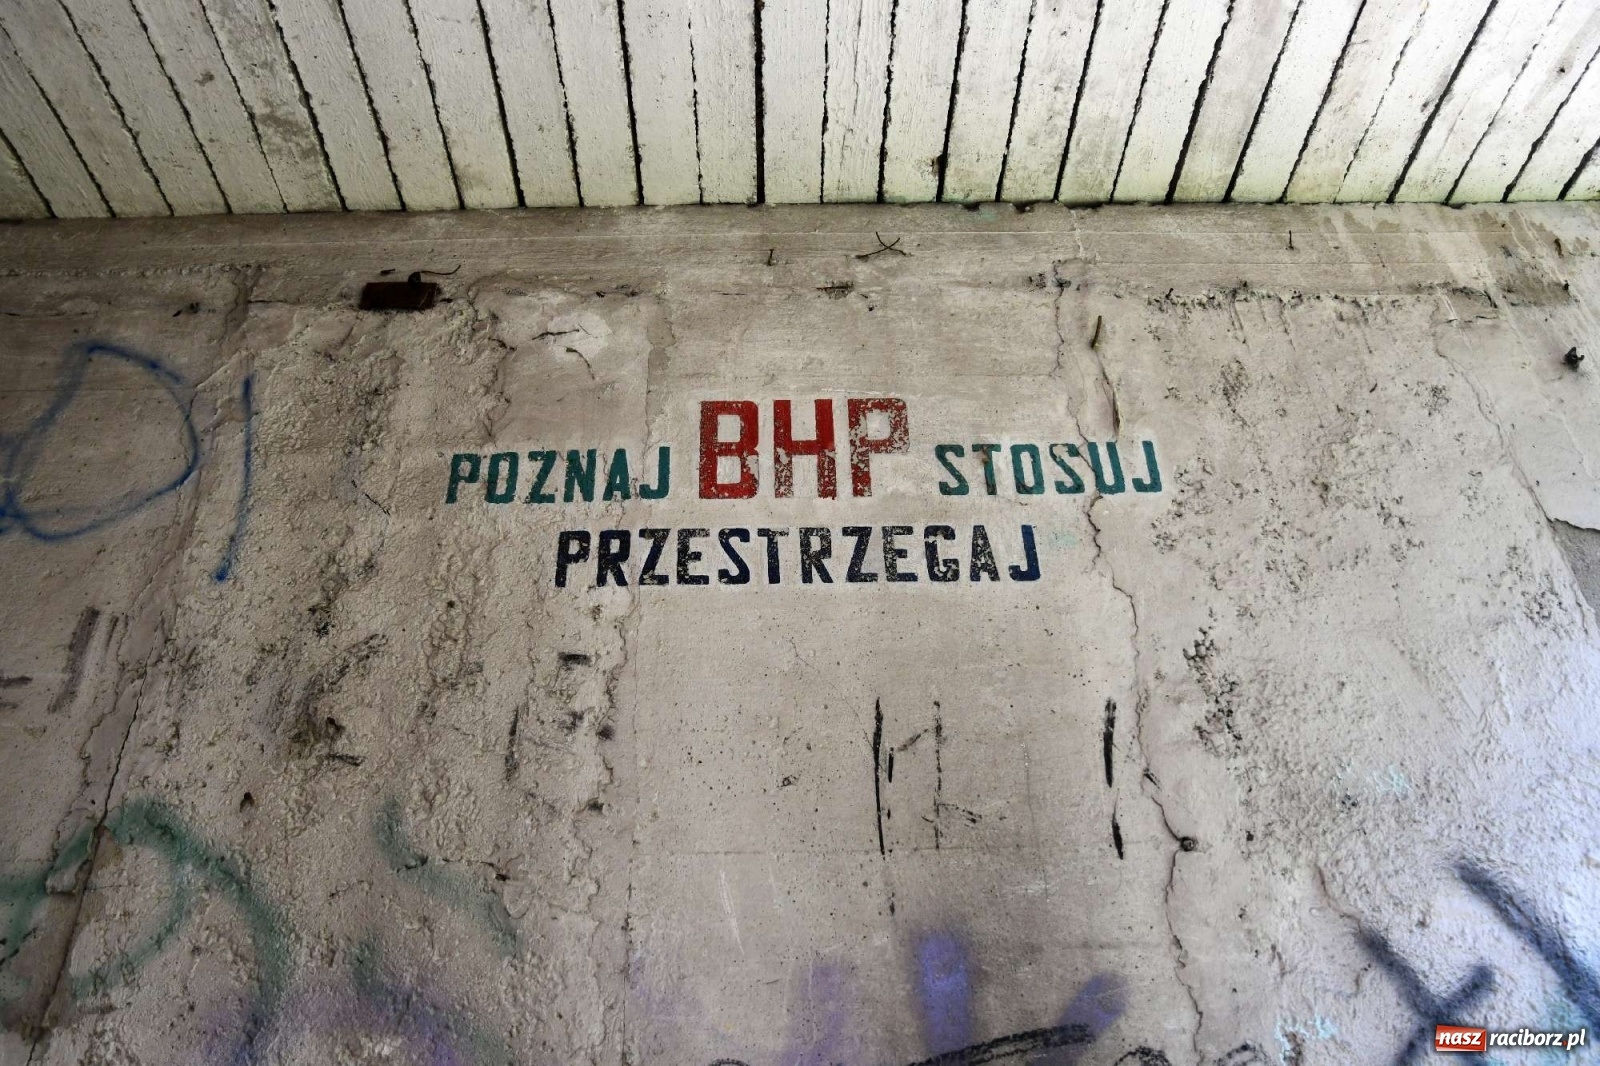 POZNAJ BHP STOSUJ
PRZESTRZEGAJ
nasz raciborz.pl